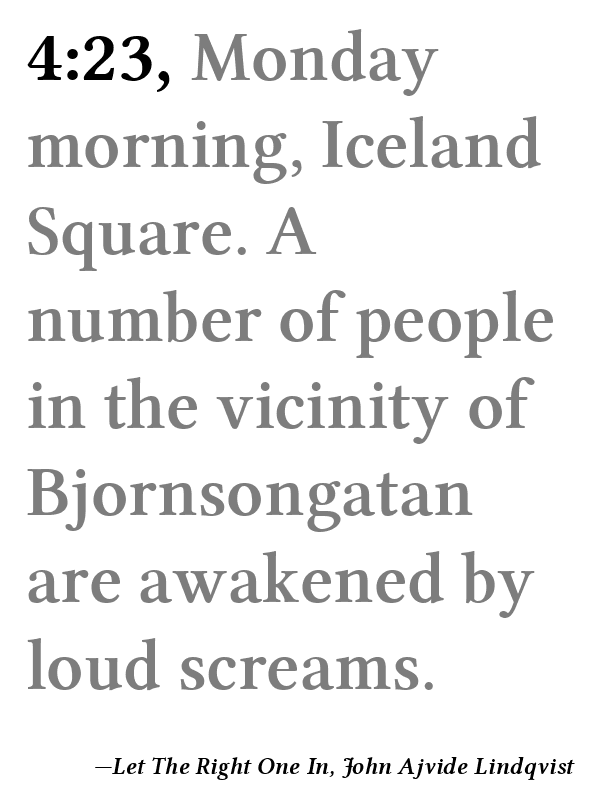 4:23, Monday
morning, Iceland
Square. A
number of people
in the vicinity of
Bjornsongatan
are awakened by
loud screams.
—Let The Right One In, John Ajvide Lindqvist